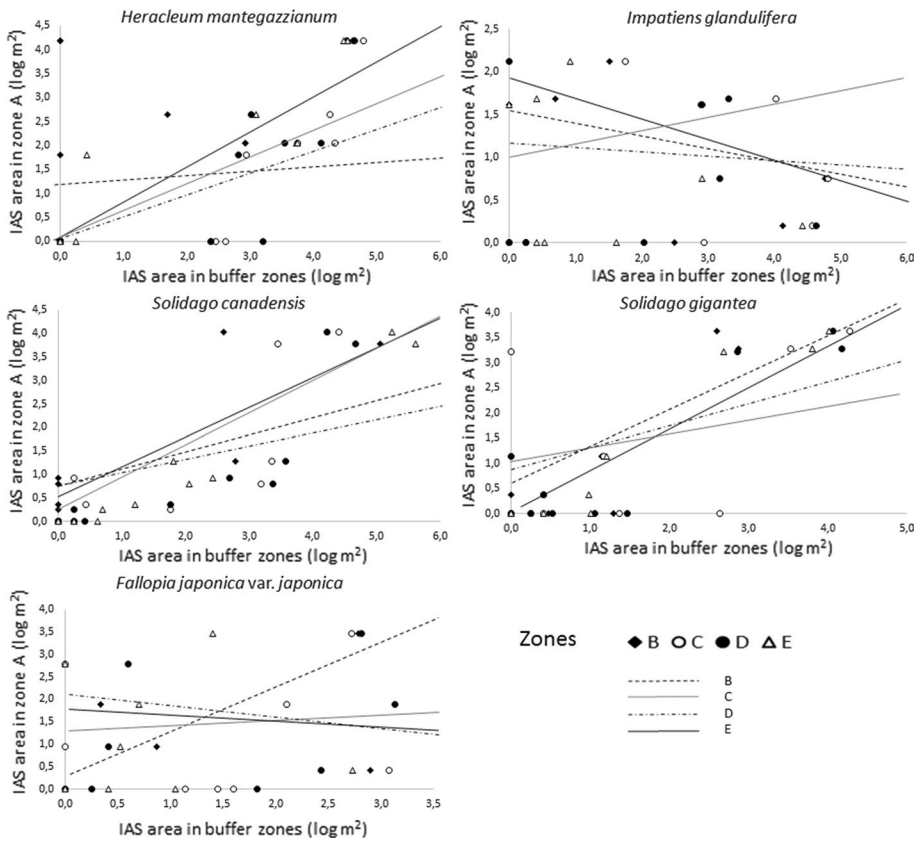 Heracleum mantegazzianum
IAS area in zone A (log m²)
4,5
4,0
3,5
3,0
2,5
2,0
1,5
1,0
0,5
0,0
0,0 1,0 2,0 3,0 4,0 5,0 6,0
IAS area in buffer zones (log m²)
Impatiens glandulifera
IAS area in zone A (log m²)
2,5
2,0
1,5
1,0
0,5
0,0
0,0 1,0 2,0 3,0 4,0 5,0 6,0
IAS area in buffer zones (log m²)
Solidago canadensis
IAS area in zone A (log m²)
4,5
4,0
3,5
3,0
2,5
2,0
1,5
1,0
0,5
0,0
0,0 1,0 2,0 3,0 4,0 5,0 6,0
IAS area in buffer zones (log m²)
Solidago gigantea
IAS area in zone A (log m²)
4,0
3,5
3,0
2,5
2,0
1,5
1,0
0,5
0,0
0,0 1,0 2,0 3,0 4,0 5,0
IAS area in buffer zones (log m²)
Fallopia japonica var. japonica
IAS area in zone A (log m²)
4,0
3,5
3,0
2,5
2,0
1,5
1,0
0,5
0,0
0,0 0,5 1,0 1,5 2,0 2,5 3,0 3,5
IAS area in buffer zones (log m²)
Zones B C D E
B
C
D
E